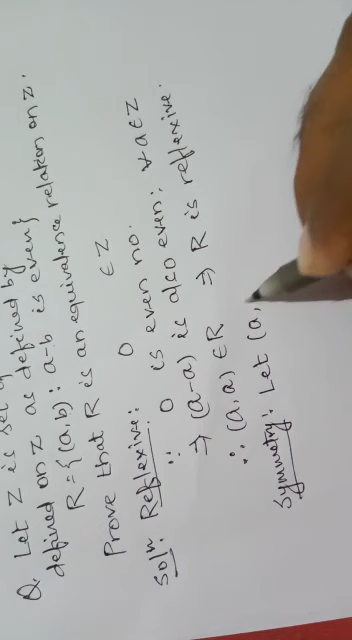 Q. Let Z is set of
defined on Z as defined by
R = {(a,b) : a-b is even}
Prove that R is an equivalence relation on Z.
Soln: Reflexive: 0 ∈ Z
∵ 0 is even no.
⇒ (a-a) is also even; ∀ a ∈ Z
∴ (a,a) ∈ R ⇒ R is reflexive.
Symmetry: Let (a,